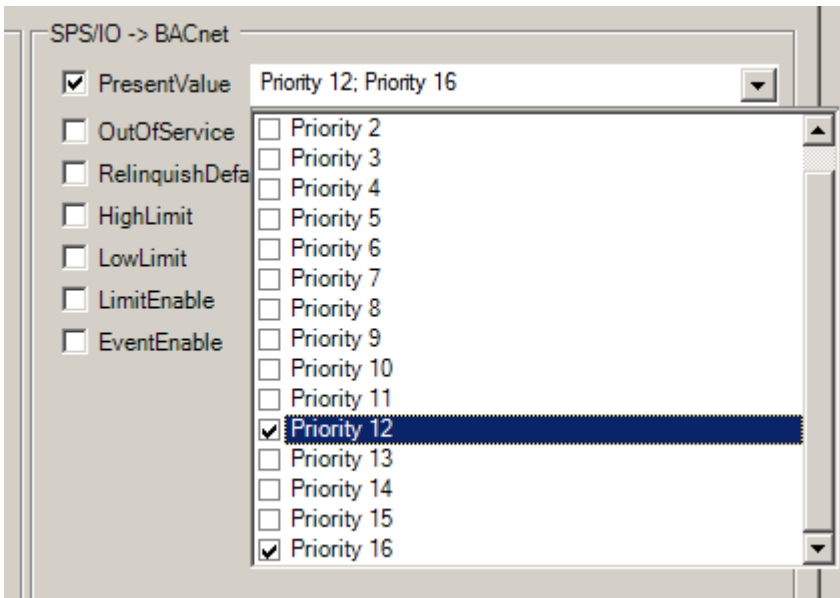 SPS/IO -> BACnet
PresentValue Priority 12; Priority 16
OutOfService
RelinquishDefa
HighLimit
LowLimit
LimitEnable
EventEnable
Priority 2
Priority 3
Priority 4
Priority 5
Priority 6
Priority 7
Priority 8
Priority 9
Priority 10
Priority 11
Priority 12
Priority 13
Priority 14
Priority 15
Priority 16